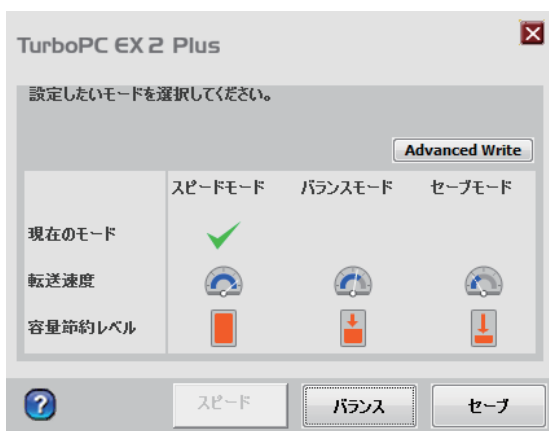 TurboPC EX 2 Plus
設定したいモードを選択してください。
Advanced Write
スピードモード バランスモード セーブモード
現在のモード
転送速度
容量節約レベル
スピード バランス セーブ